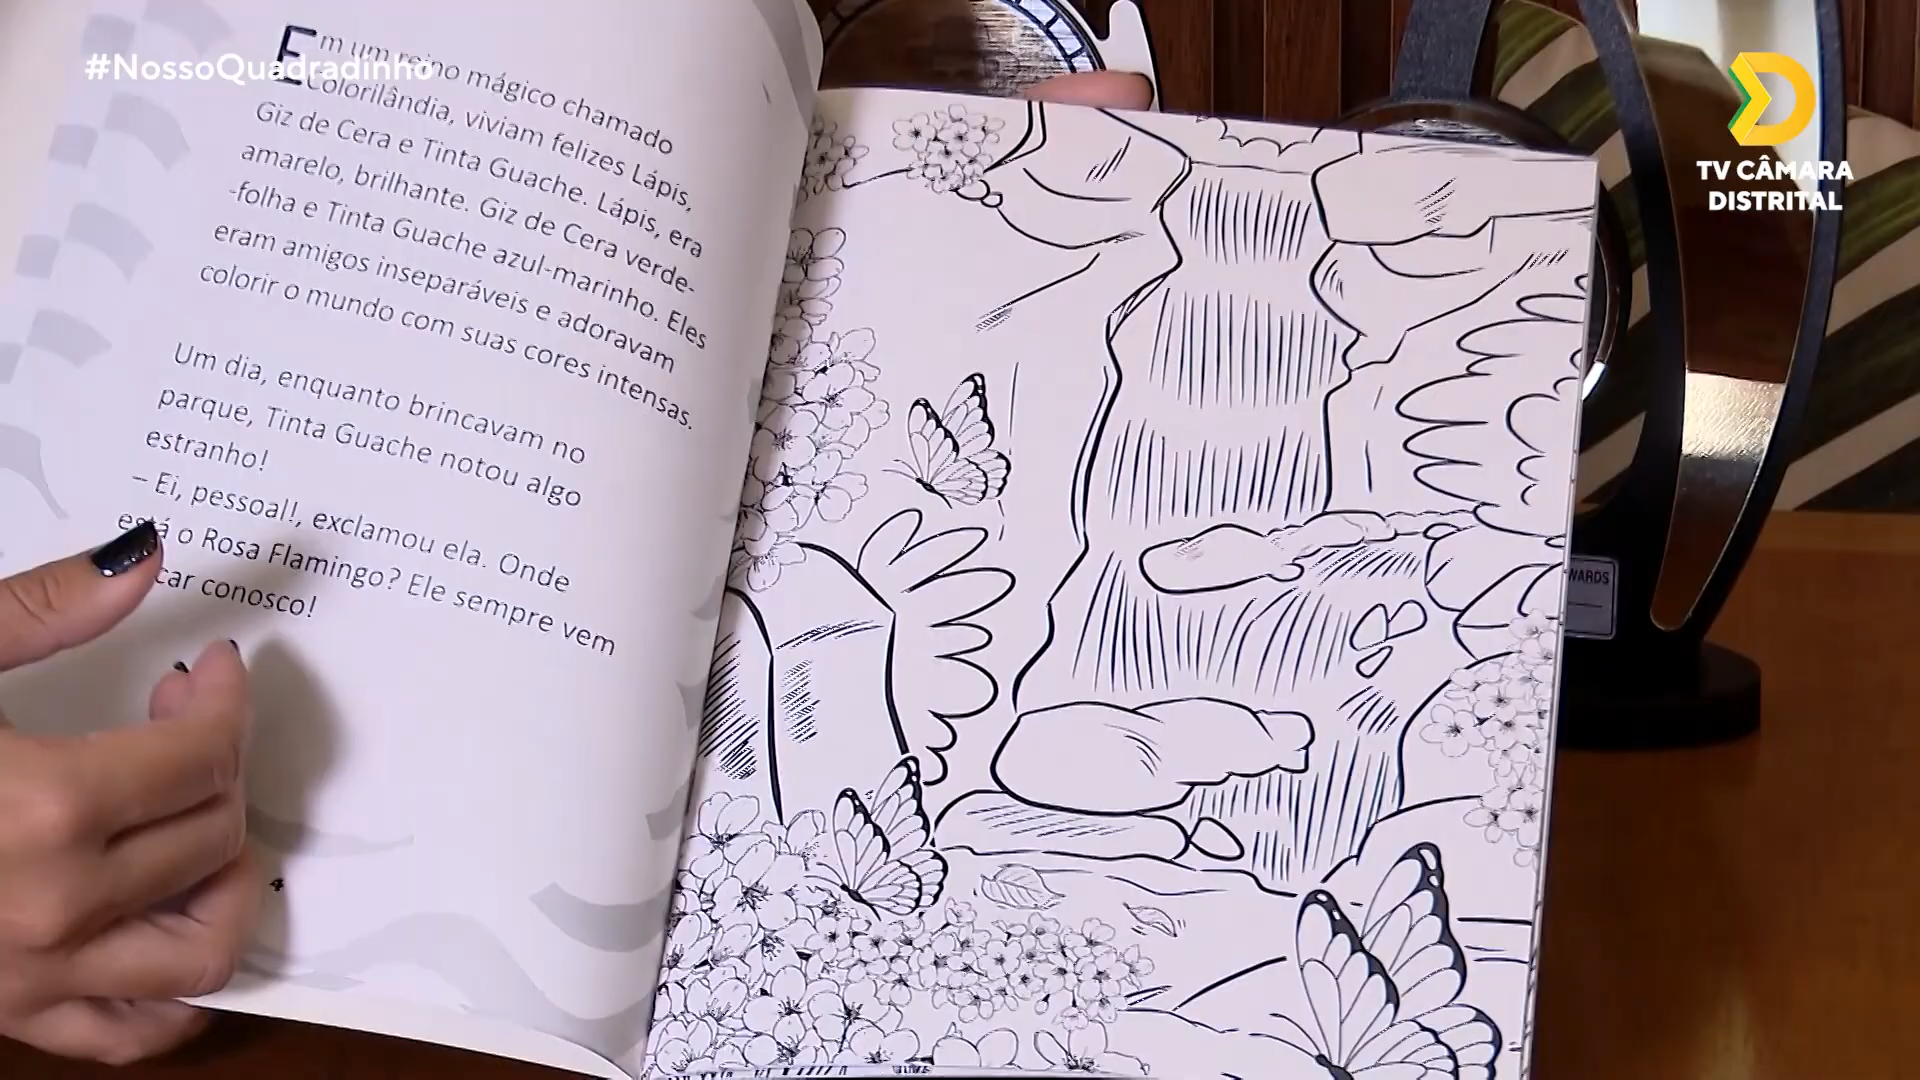 #NossoQuadradinho
TV CÂMARA
DISTRITAL
Em um reino mágico chamado
Colorilândia, viviam felizes Lápis,
Giz de Cera e Tinta Guache. Lápis, era
amarelo, brilhante. Giz de Cera verde-
-folha e Tinta Guache azul-marinho. Eles
eram amigos inseparáveis e adoravam
colorir o mundo com suas cores intensas.
Um dia, enquanto brincavam no
parque, Tinta Guache notou algo
estranho!
– Ei, pessoal!, exclamou ela. Onde
está o Rosa Flamingo? Ele sempre vem
car conosco!
4
WARDS